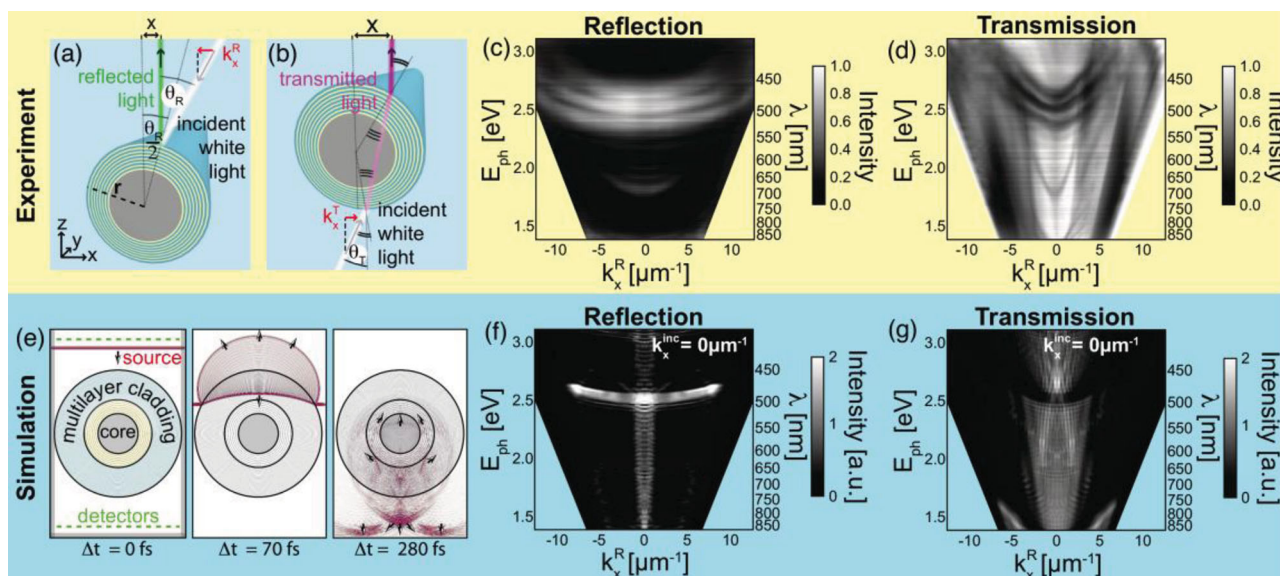 Experiment
(a)
x
k_x^R
reflected
light
θ_R
θ_R
2
incident
white
light
r
z
y
x
(b)
x
transmitted
light
k_x^T
incident
white
light
θ_T
Reflection
(c)
E_ph [eV]
3.0
2.5
2.0
1.5
-10 -5 0 5 10
k_x^R [µm⁻¹]
450
500
550
600
650
700
750
800
850
λ [nm]
1.0
0.8
0.6
0.4
0.2
0.0
Intensity
Transmission
(d)
E_ph [eV]
3.0
2.5
2.0
1.5
-10 -5 0 5 10
k_x^R [µm⁻¹]
450
500
550
600
650
700
750
800
850
λ [nm]
1.0
0.8
0.6
0.4
0.2
0.0
Intensity
Simulation
(e)
source
multilayer cladding
core
detectors
Δt = 0 fs
Δt = 70 fs
Δt = 280 fs
Reflection
(f)
k_x^inc = 0µm⁻¹
E_ph [eV]
3.0
2.5
2.0
1.5
-10 -5 0 5 10
k_x^R [µm⁻¹]
450
500
550
600
650
700
750
800
850
λ [nm]
2
1
0
Intensity [a.u.]
Transmission
(g)
k_x^inc = 0µm⁻¹
E_ph [eV]
3.0
2.5
2.0
1.5
-10 -5 0 5 10
k_x^R [µm⁻¹]
450
500
550
600
650
700
750
800
850
λ [nm]
2
1
0
Intensity [a.u.]